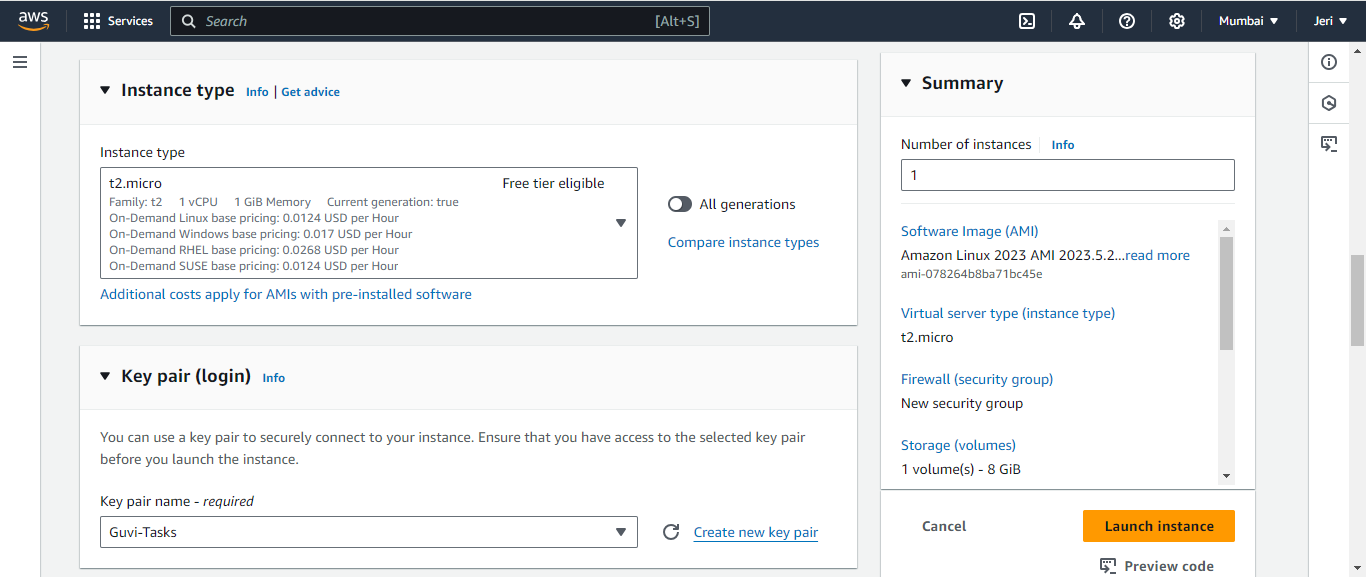 aws Services Search [Alt+S] Mumbai Jeri
Instance type Info | Get advice
Instance type
t2.micro Free tier eligible
Family: t2 1 vCPU 1 GiB Memory Current generation: true
On-Demand Linux base pricing: 0.0124 USD per Hour
On-Demand Windows base pricing: 0.017 USD per Hour
On-Demand RHEL base pricing: 0.0268 USD per Hour
On-Demand SUSE base pricing: 0.0124 USD per Hour
All generations
Compare instance types
Additional costs apply for AMIs with pre-installed software
Key pair (login) Info
You can use a key pair to securely connect to your instance. Ensure that you have access to the selected key pair
before you launch the instance.
Key pair name - required
Guvi-Tasks
Create new key pair
Summary
Number of instances Info
1
Software Image (AMI)
Amazon Linux 2023 AMI 2023.5.2...read more
ami-078264b8ba71bc45e
Virtual server type (instance type)
t2.micro
Firewall (security group)
New security group
Storage (volumes)
1 volume(s) - 8 GiB
Cancel Launch instance
Preview code